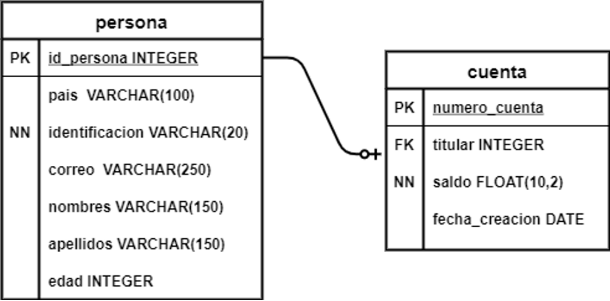 persona
PK id_persona INTEGER
pais VARCHAR(100)
NN identificacion VARCHAR(20)
correo VARCHAR(250)
nombres VARCHAR(150)
apellidos VARCHAR(150)
edad INTEGER
cuenta
PK numero_cuenta
FK titular INTEGER
NN saldo FLOAT(10,2)
fecha_creacion DATE